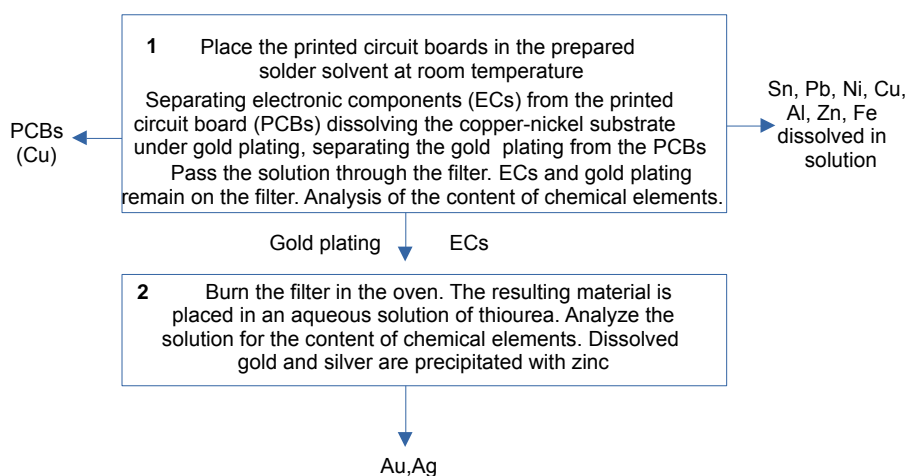 1 Place the printed circuit boards in the prepared
solder solvent at room temperature
Separating electronic components (ECs) from the printed
circuit board (PCBs) dissolving the copper-nickel substrate
under gold plating, separating the gold plating from the PCBs
Pass the solution through the filter. ECs and gold plating
remain on the filter. Analysis of the content of chemical elements.
PCBs
(Cu)
Sn, Pb, Ni, Cu,
Al, Zn, Fe
dissolved in
solution
Gold plating ECs
2 Burn the filter in the oven. The resulting material is
placed in an aqueous solution of thiourea. Analyze the
solution for the content of chemical elements. Dissolved
gold and silver are precipitated with zinc
Au,Ag